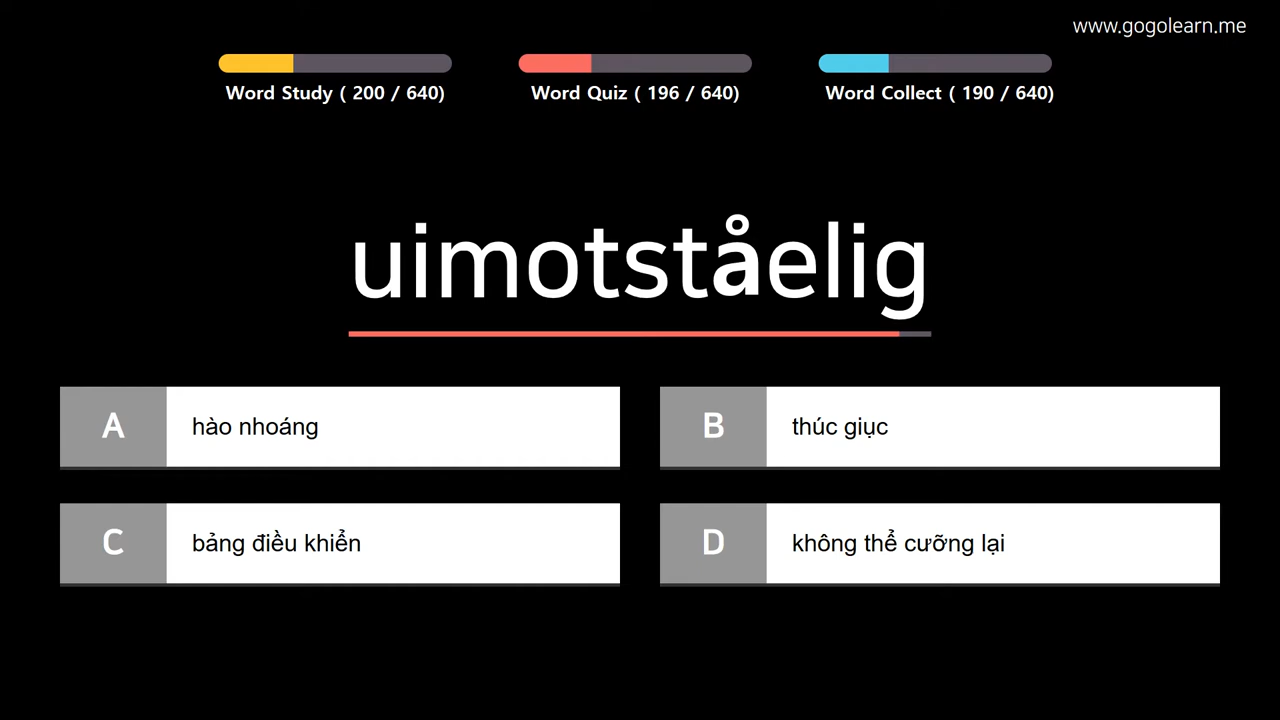 www.gogolearn.me
Word Study ( 200 / 640)
Word Quiz ( 196 / 640)
Word Collect ( 190 / 640)
uimotståelig
A hào nhoáng
B thúc giục
C bảng điều khiển
D không thể cưỡng lại